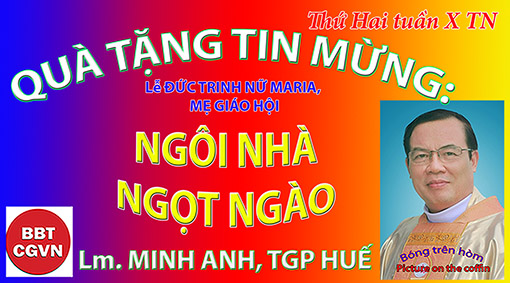 Thứ Hai tuần X TN
QUÀ TẶNG TIN MỪNG:
Lễ ĐỨC TRINH NỮ MARIA,
MẸ GIÁO HỘI
NGÔI NHÀ
NGỌT NGÀO
BBT
CGVN
Lm. MINH ANH, TGP HUẾ
Bóng trên hòm
Picture on the coffin